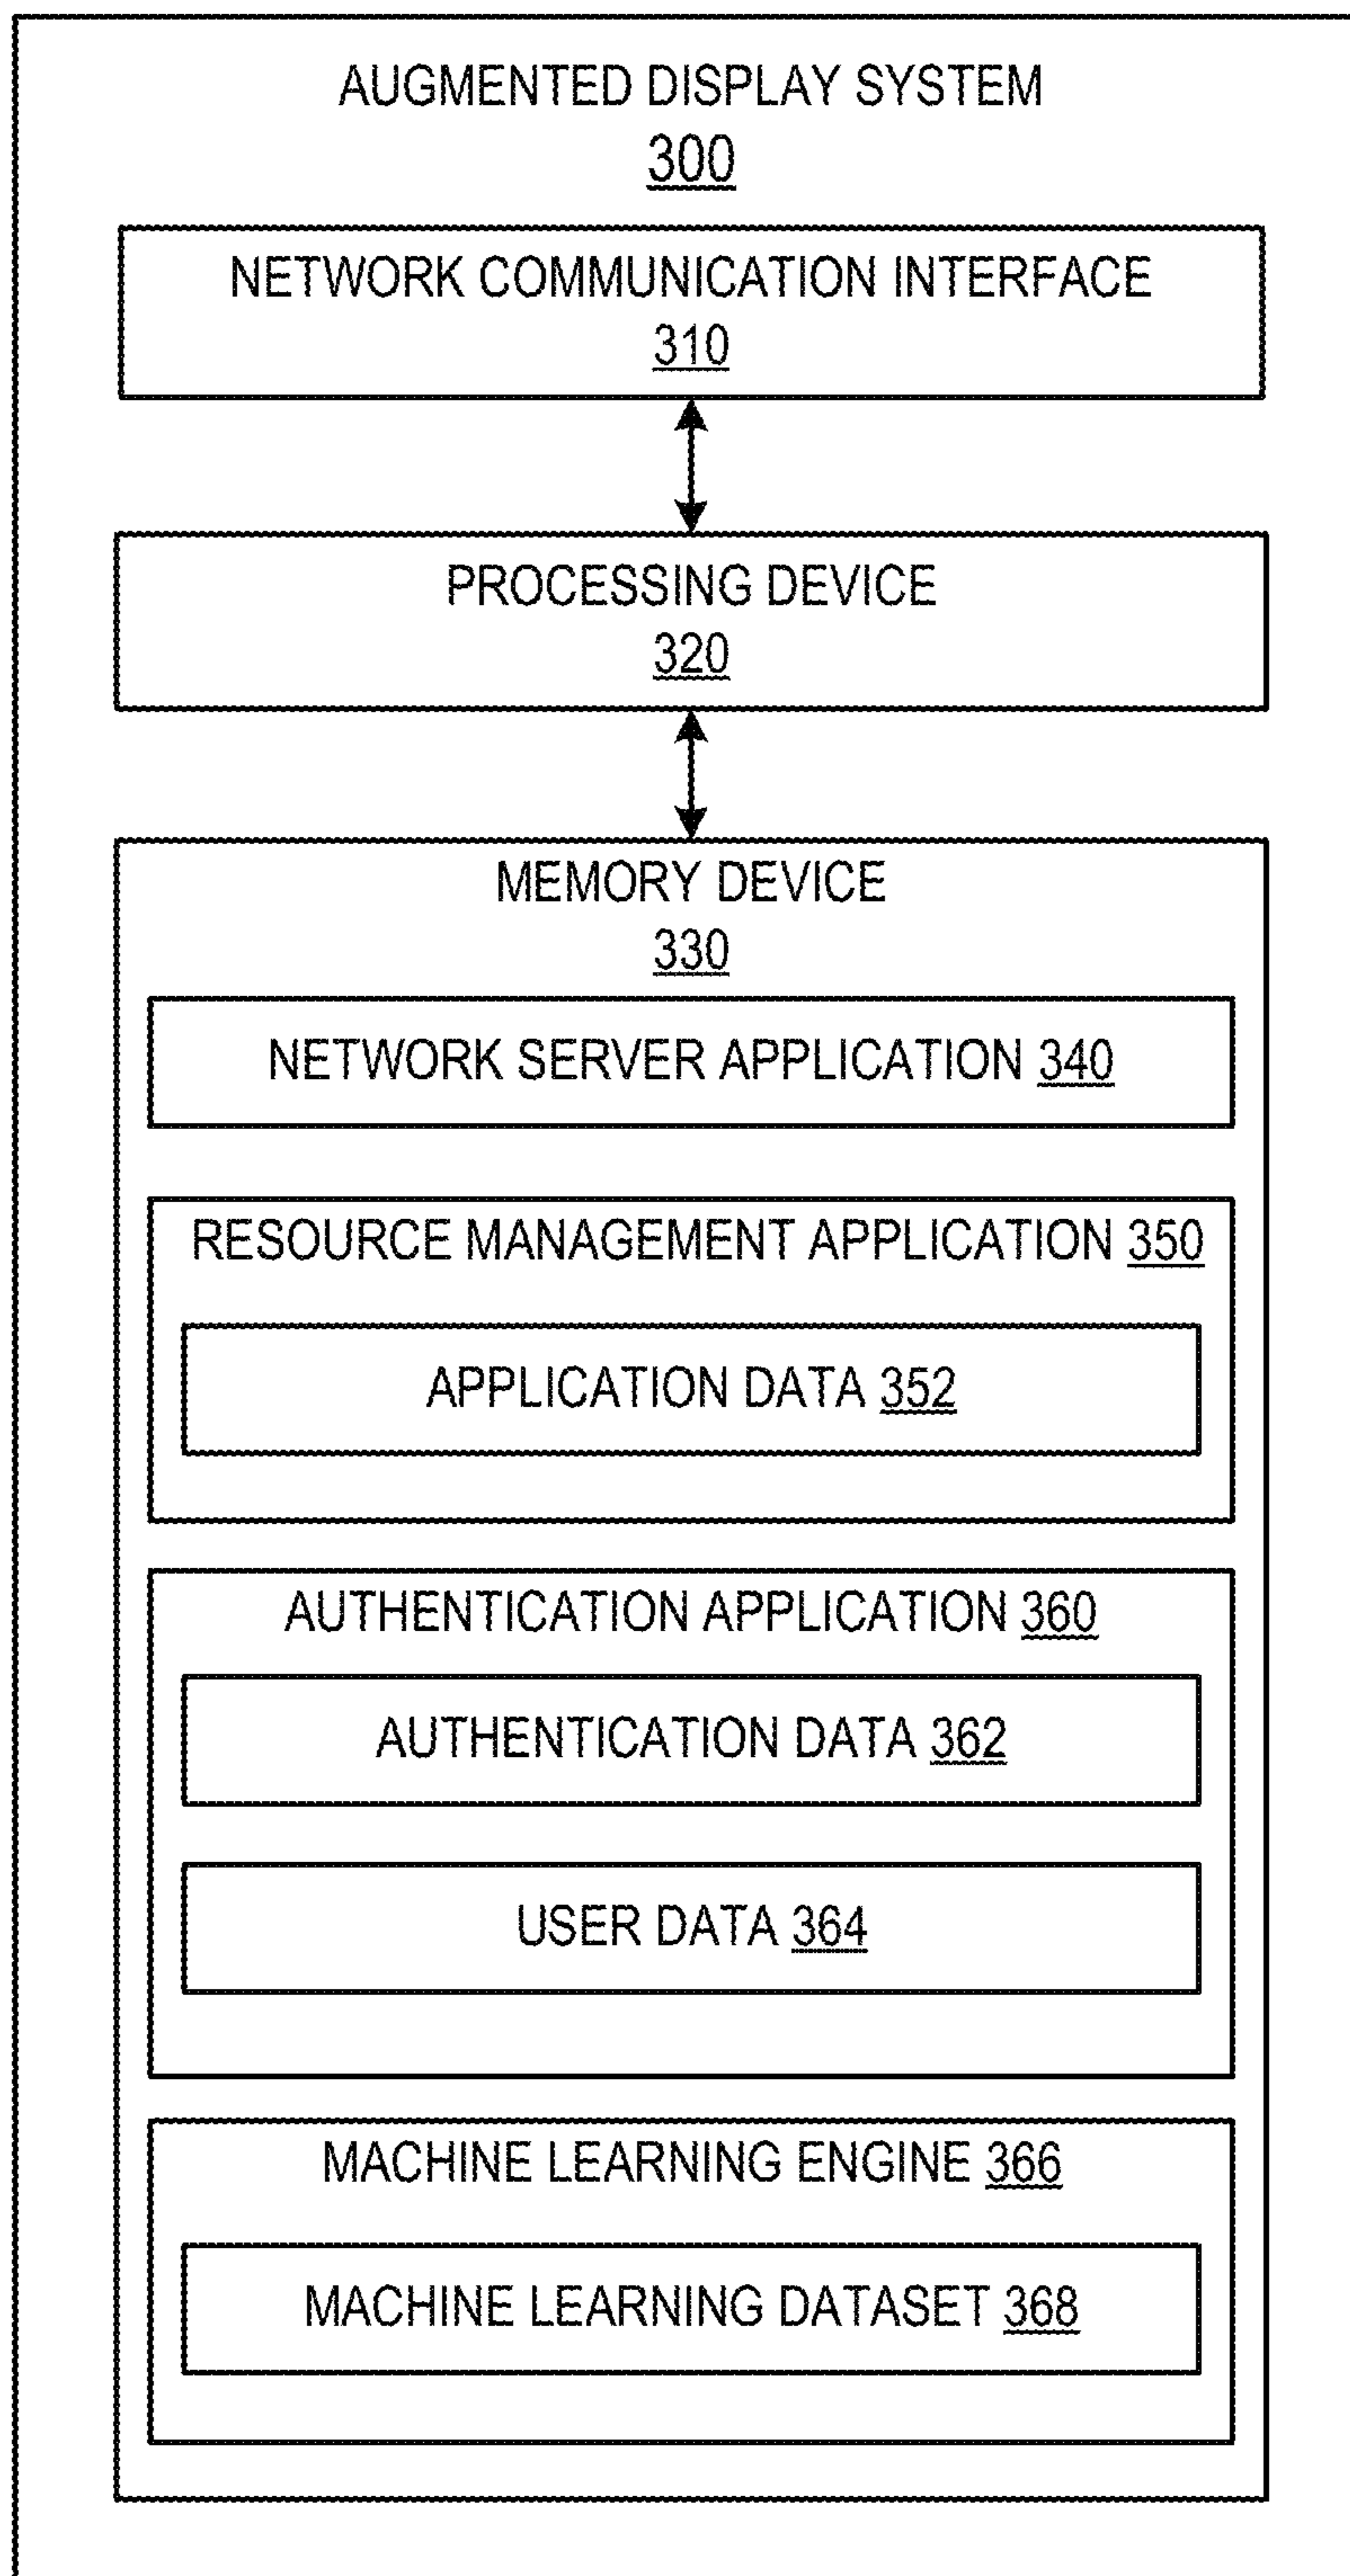 AUGMENTED DISPLAY SYSTEM
300
NETWORK COMMUNICATION INTERFACE
310
PROCESSING DEVICE
320
MEMORY DEVICE
330
NETWORK SERVER APPLICATION 340
RESOURCE MANAGEMENT APPLICATION 350
APPLICATION DATA 352
AUTHENTICATION APPLICATION 360
AUTHENTICATION DATA 362
USER DATA 364
MACHINE LEARNING ENGINE 366
MACHINE LEARNING DATASET 368